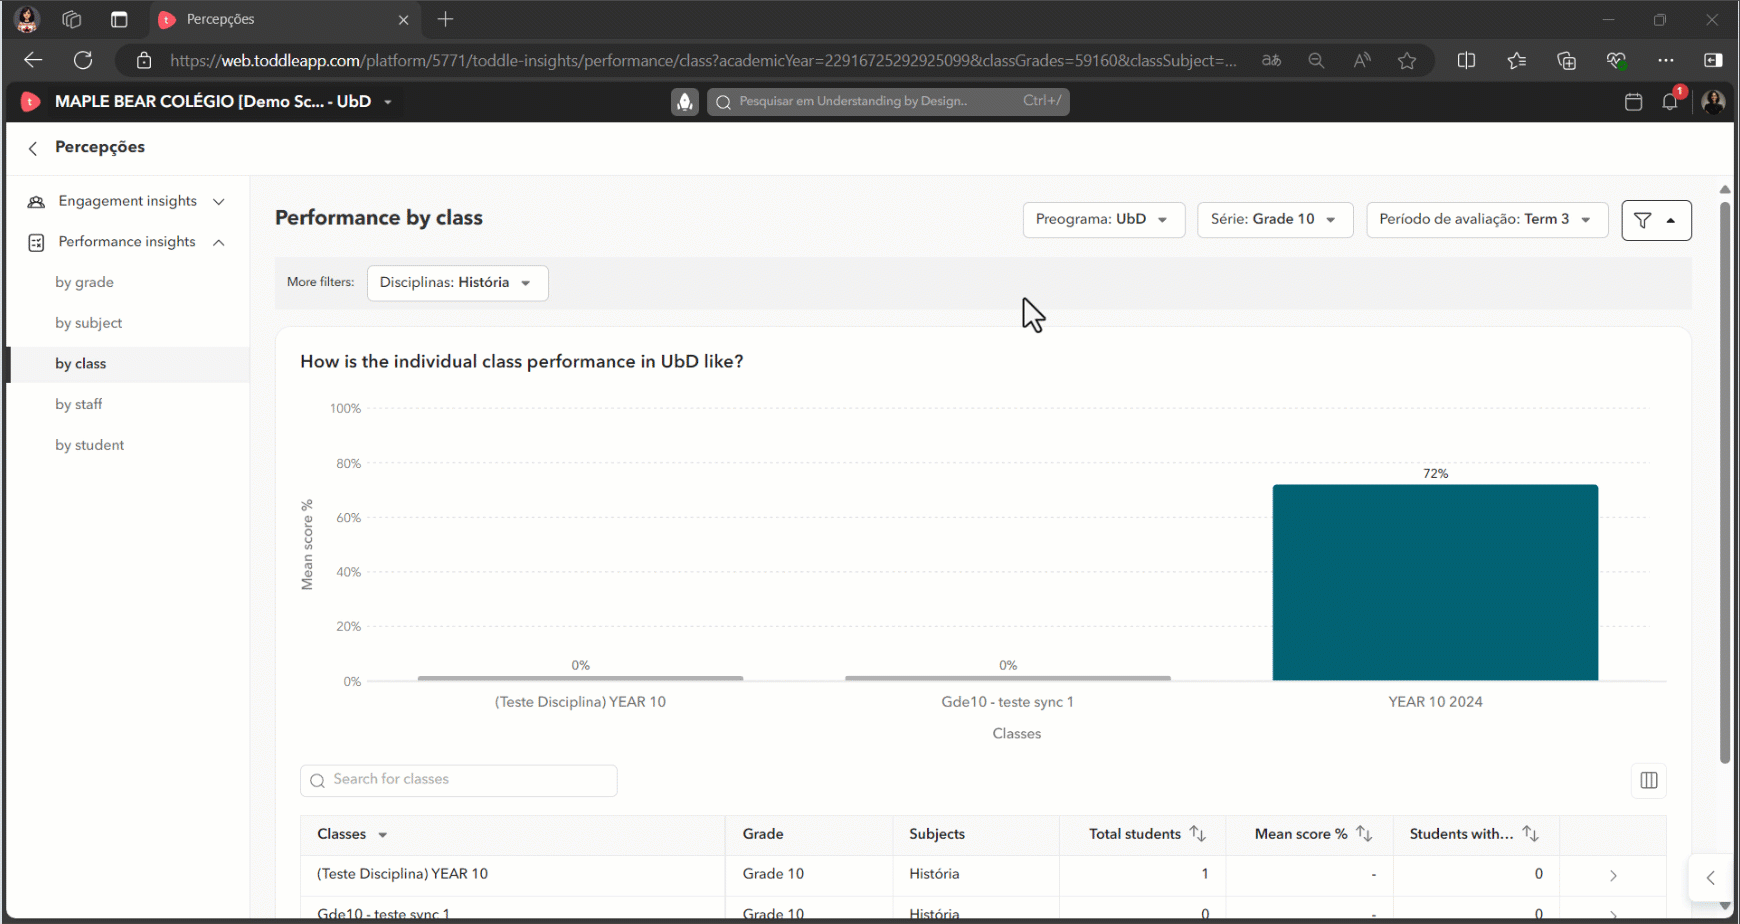 Percepções
https://web.toddleapp.com/platform/5771/toddle-insights/performance/class?academicYear=22916725292925099&classGrades=59160&classSubject=...
MAPLE BEAR COLÉGIO [Demo Sc... - UbD
Pesquisar em Understanding by Design.. Ctrl+/
1
Percepções
Engagement insights
Performance insights
by grade
by subject
by class
by staff
by student
Performance by class
Preograma: UbD
Série: Grade 10
Período de avaliação: Term 3
More filters:
Disciplinas: História
How is the individual class performance in UbD like?
Mean score %
100%
80%
60%
40%
20%
0%
0%
0%
72%
(Teste Disciplina) YEAR 10
Gde10 - teste sync 1
YEAR 10 2024
Classes
Search for classes
Classes Grade Subjects Total students Mean score % Students with...
(Teste Disciplina) YEAR 10 Grade 10 História 1 - 0
Gde10 - teste sync 1 Grade 10 História 0 - 0